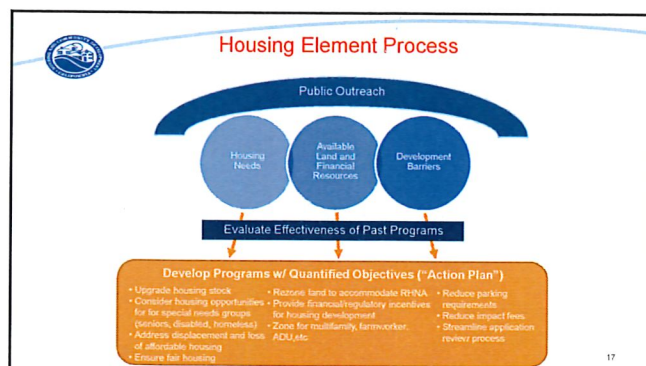 Housing Element Process
Public Outreach
Housing
Needs
Available
Land and
Financial
Resources
Development
Barriers
Evaluate Effectiveness of Past Programs
Develop Programs w/ Quantified Objectives ("Action Plan")
• Upgrade housing stock
• Consider housing opportunities
for for special needs groups
(seniors, disabled, homeless)
• Address displacement and loss
of affordable housing
• Ensure fair housing
• Rezone land to accommodate RHNA
• Provide financial/regulatory incentives
for housing development
• Zone for multifamily, farmworker,
ADU,etc.
• Reduce parking
requirements
• Reduce impact fees
• Streamline application
review process
17